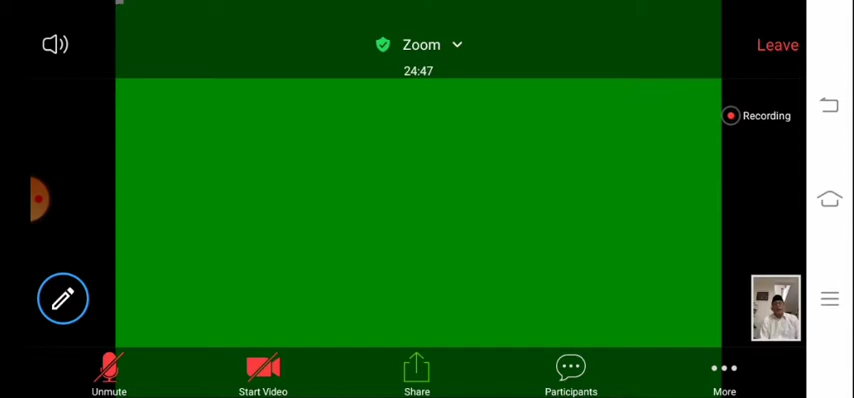 Zoom
Leave
24:47
Recording
Unmute
Start Video
Share
Participants
More